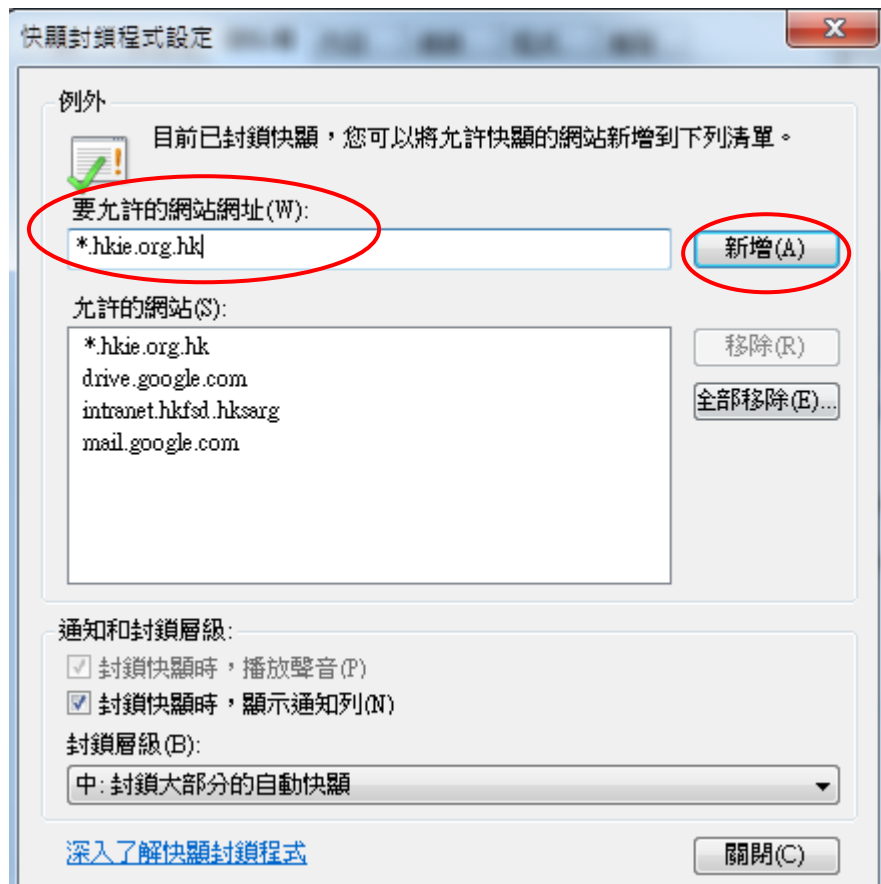 快顯封鎖程式設定
例外
目前已封鎖快顯，您可以將允許快顯的網站新增到下列清單。
要允許的網站網址(W):
*.hkie.org.hk
新增(A)
允許的網站(S):
*.hkie.org.hk
drive.google.com
intranet.hkfsd.hksarg
mail.google.com
移除(R)
全部移除(E)...
通知和封鎖層級:
封鎖快顯時，播放聲音(P)
封鎖快顯時，顯示通知列(N)
封鎖層級(B):
中: 封鎖大部分的自動快顯
深入了解快顯封鎖程式
關閉(C)